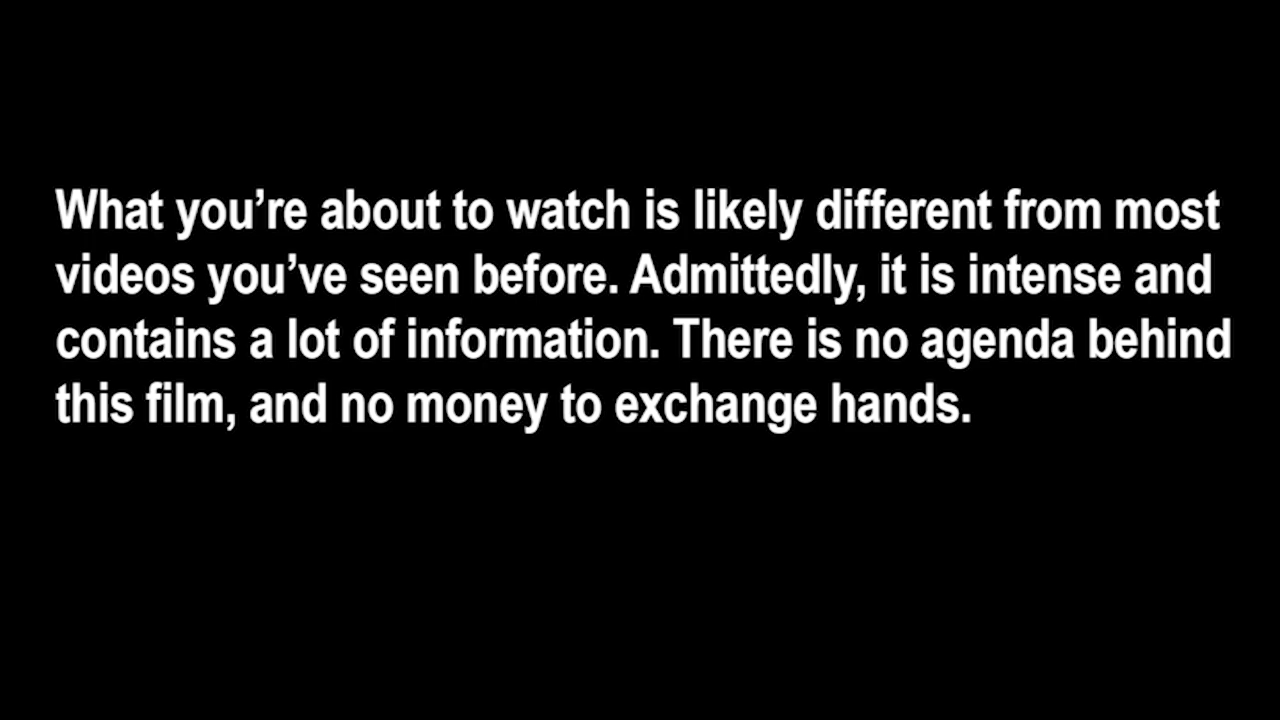 What you’re about to watch is likely different from most
videos you’ve seen before. Admittedly, it is intense and
contains a lot of information. There is no agenda behind
this film, and no money to exchange hands.